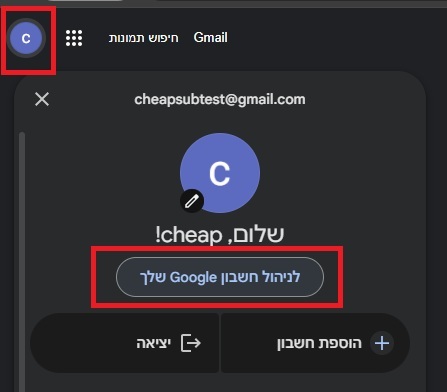 Gmail חיפוש תמונות C
cheapsubtest@gmail.com
C
שלום, cheap!
לניהול חשבון Google שלך
הוספת חשבון
יציאה